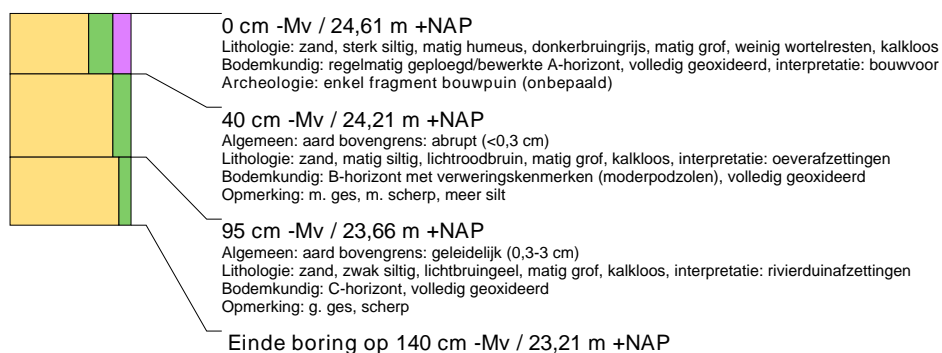 0 cm -Mv / 24,61 m +NAP
Lithologie: zand, sterk siltig, matig humeus, donkerbruingrijs, matig grof, weinig wortelresten, kalkloos
Bodemkundig: regelmatig geploegd/bewerkte A-horizont, volledig geoxideerd, interpretatie: bouwvoor
Archeologie: enkel fragment bouwpuin (onbepaald)
40 cm -Mv / 24,21 m +NAP
Algemeen: aard bovengrens: abrupt (<0,3 cm)
Lithologie: zand, matig siltig, lichtroodbruin, matig grof, kalkloos, interpretatie: oeverafzettingen
Bodemkundig: B-horizont met verweringskenmerken (moderpodzolen), volledig geoxideerd
Opmerking: m. ges, m. scherp, meer silt
95 cm -Mv / 23,66 m +NAP
Algemeen: aard bovengrens: geleidelijk (0,3-3 cm)
Lithologie: zand, zwak siltig, lichtbruingeel, matig grof, kalkloos, interpretatie: rivierduinafzettingen
Bodemkundig: C-horizont, volledig geoxideerd
Opmerking: g. ges, scherp
Einde boring op 140 cm -Mv / 23,21 m +NAP